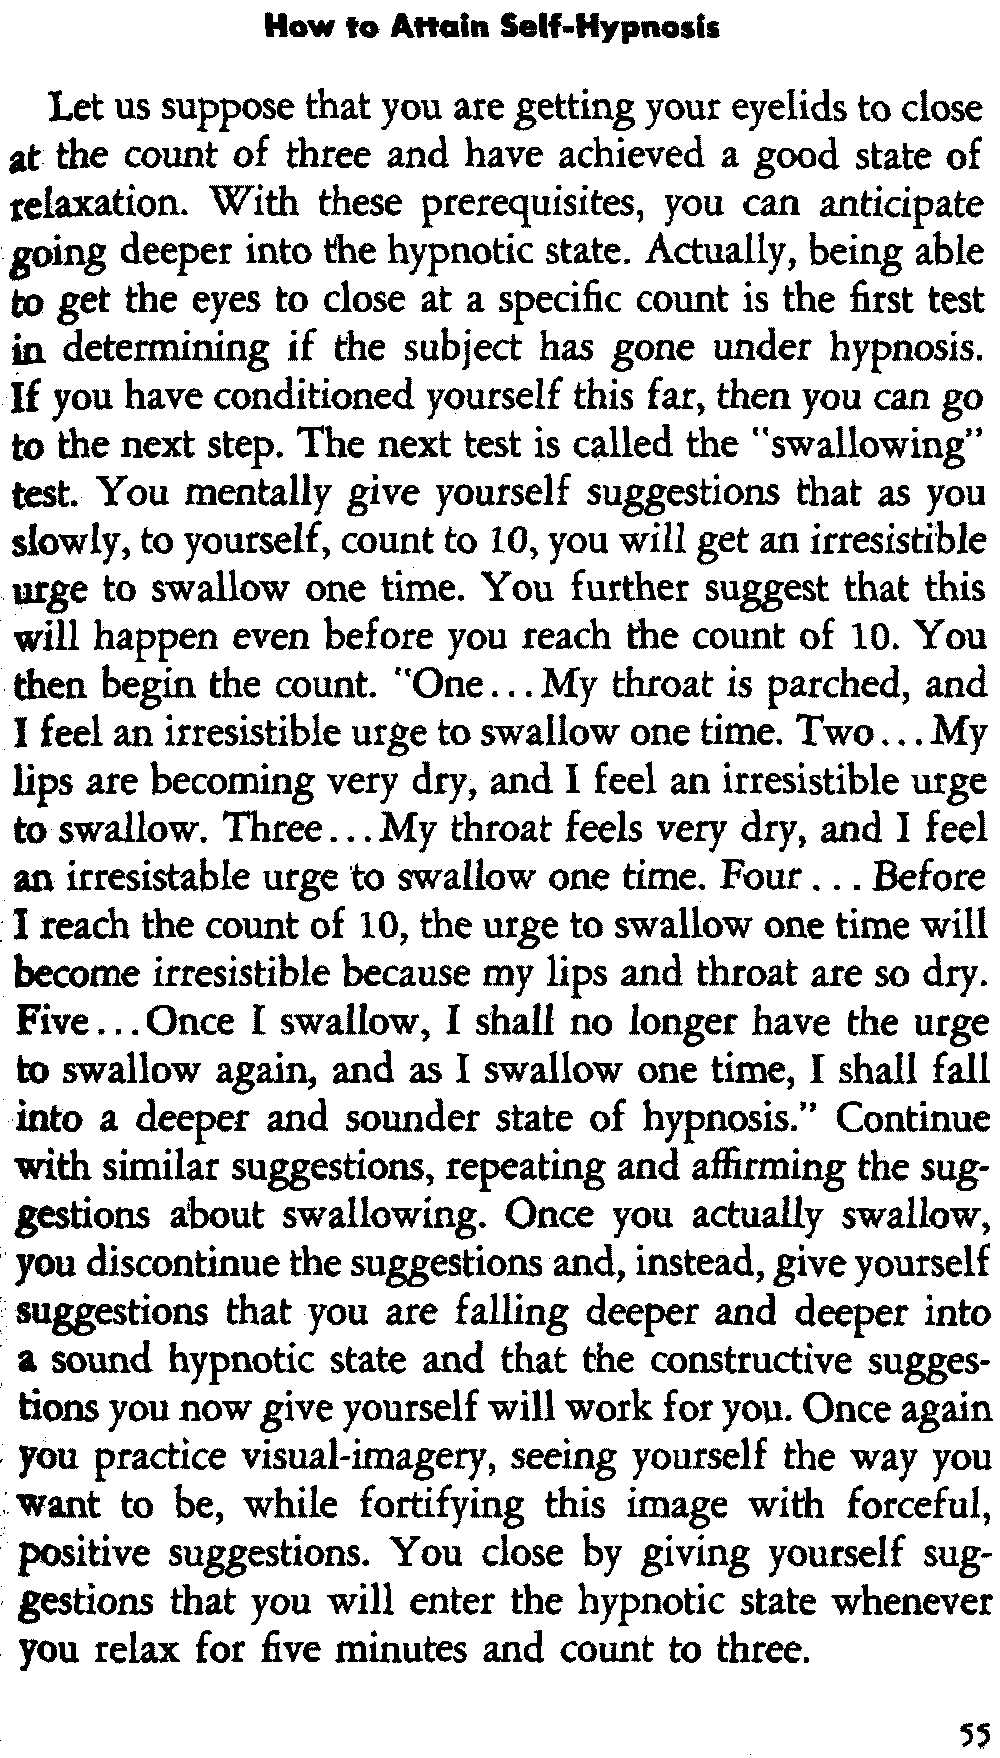 How to Attain Self-Hypnosis
Let us suppose that you are getting your eyelids to close
at the count of three and have achieved a good state of
relaxation. With these prerequisites, you can anticipate
going deeper into the hypnotic state. Actually, being able
to get the eyes to close at a specific count is the first test
in determining if the subject has gone under hypnosis.
If you have conditioned yourself this far, then you can go
to the next step. The next test is called the "swallowing"
test. You mentally give yourself suggestions that as you
slowly, to yourself, count to 10, you will get an irresistible
urge to swallow one time. You further suggest that this
will happen even before you reach the count of 10. You
then begin the count. "One...My throat is parched, and
I feel an irresistible urge to swallow one time. Two...My
lips are becoming very dry, and I feel an irresistible urge
to swallow. Three...My throat feels very dry, and I feel
an irresistable urge to swallow one time. Four ... Before
I reach the count of 10, the urge to swallow one time will
become irresistible because my lips and throat are so dry.
Five...Once I swallow, I shall no longer have the urge
to swallow again, and as I swallow one time, I shall fall
into a deeper and sounder state of hypnosis." Continue
with similar suggestions, repeating and affirming the sug-
gestions about swallowing. Once you actually swallow,
you discontinue the suggestions and, instead, give yourself
suggestions that you are falling deeper and deeper into
a sound hypnotic state and that the constructive sugges-
tions you now give yourself will work for you. Once again
you practice visual-imagery, seeing yourself the way you
want to be, while fortifying this image with forceful,
positive suggestions. You close by giving yourself sug-
gestions that you will enter the hypnotic state whenever
you relax for five minutes and count to three.
55